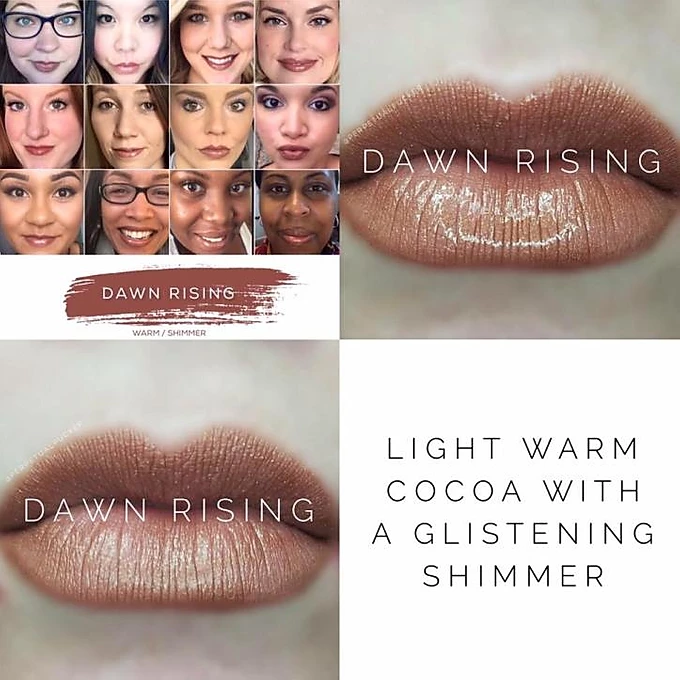 DAWN RISING
WARM / SHIMMER
DAWN RISING
DAWN RISING
LIGHT WARM
COCOA WITH
A GLISTENING
SHIMMER